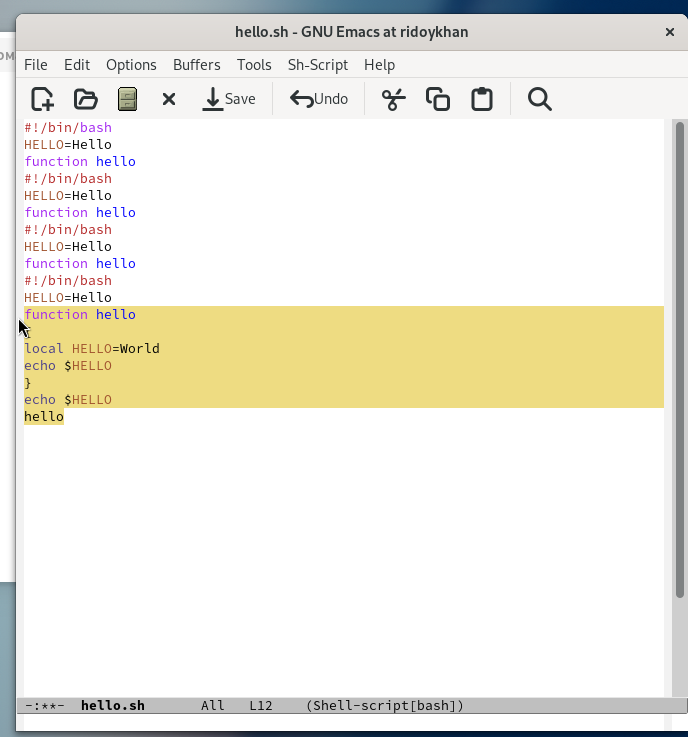 OM
hello.sh - GNU Emacs at ridoykhan
File Edit Options Buffers Tools Sh-Script Help
Save Undo
#!/bin/bash
HELLO=Hello
function hello
#!/bin/bash
HELLO=Hello
function hello
#!/bin/bash
HELLO=Hello
function hello
#!/bin/bash
HELLO=Hello
function hello
{
local HELLO=World
echo $HELLO
}
echo $HELLO
hello
-:**- hello.sh All L12 (Shell-script[bash])